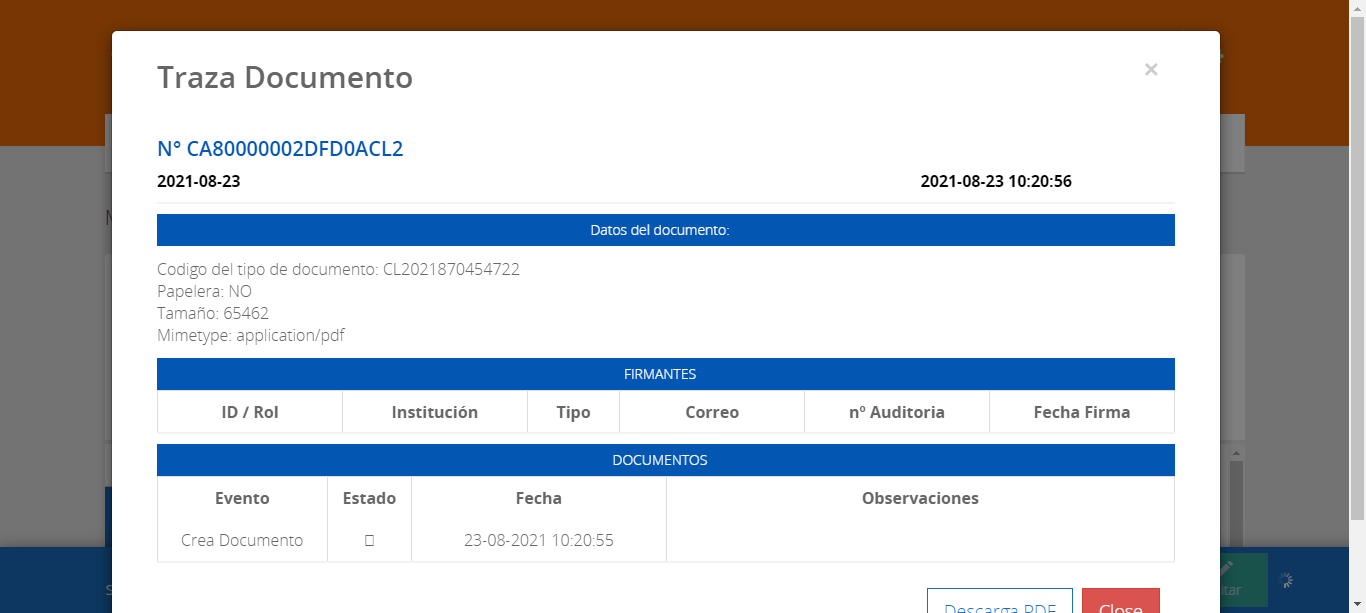 Traza Documento
×
N° CA80000002DFD0ACL2
2021-08-23 2021-08-23 10:20:56
Datos del documento:
Codigo del tipo de documento: CL2021870454722
Papelera: NO
Tamaño: 65462
Mimetype: application/pdf
FIRMANTES
ID / Rol Institución Tipo Correo nº Auditoria Fecha Firma
DOCUMENTOS
Evento Estado Fecha Observaciones
Crea Documento 23-08-2021 10:20:55
Descarga PDF Close